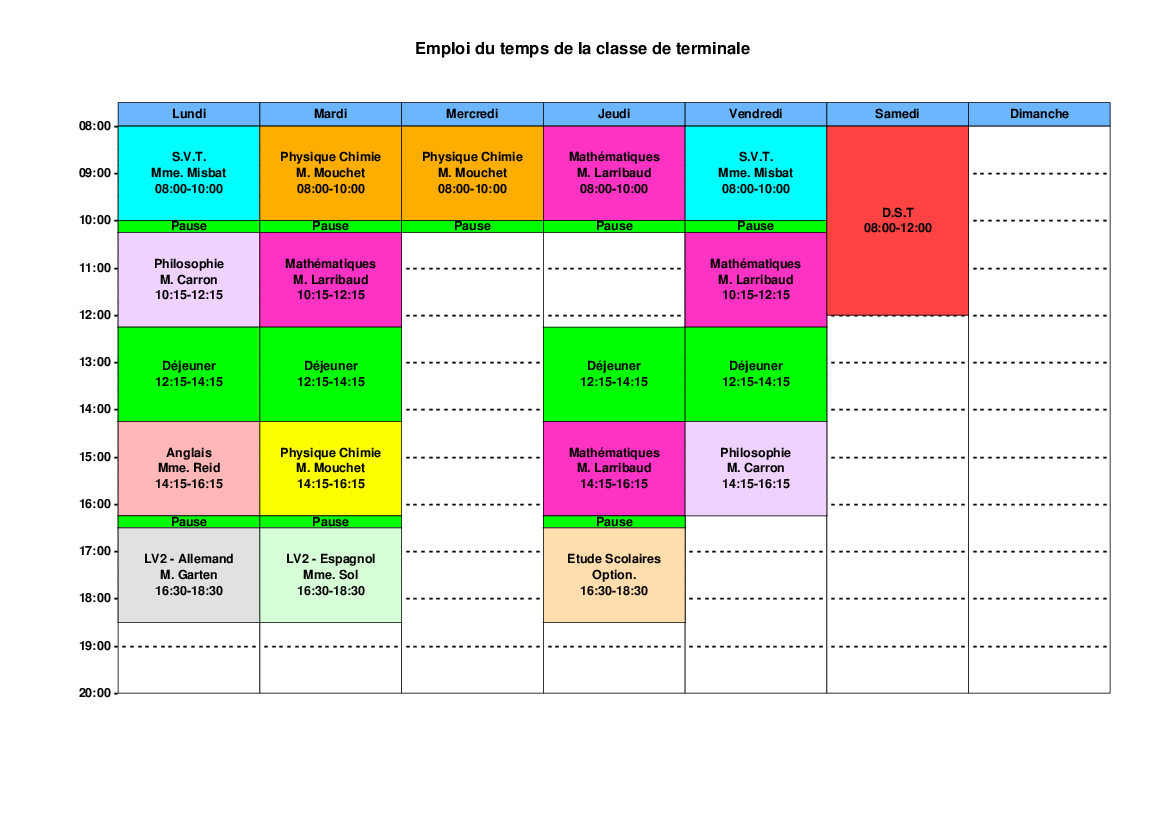 Emploi du temps de la classe de terminale
Lundi
Mardi
Mercredi
Jeudi
Vendredi
Samedi
Dimanche
08:00
09:00
10:00
11:00
12:00
13:00
14:00
15:00
16:00
17:00
18:00
19:00
20:00
S.V.T.
Mme. Misbat
08:00-10:00
Pause
Philosophie
M. Carron
10:15-12:15
Déjeuner
12:15-14:15
Anglais
Mme. Reid
14:15-16:15
Pause
LV2 - Allemand
M. Garten
16:30-18:30
Physique Chimie
M. Mouchet
08:00-10:00
Pause
Mathématiques
M. Larribaud
10:15-12:15
Déjeuner
12:15-14:15
Physique Chimie
M. Mouchet
14:15-16:15
Pause
LV2 - Espagnol
Mme. Sol
16:30-18:30
Physique Chimie
M. Mouchet
08:00-10:00
Pause
Mathématiques
M. Larribaud
08:00-10:00
Pause
Déjeuner
12:15-14:15
Mathématiques
M. Larribaud
14:15-16:15
Pause
Etude Scolaires
Option.
16:30-18:30
S.V.T.
Mme. Misbat
08:00-10:00
Pause
Mathématiques
M. Larribaud
10:15-12:15
Déjeuner
12:15-14:15
Philosophie
M. Carron
14:15-16:15
D.S.T
08:00-12:00